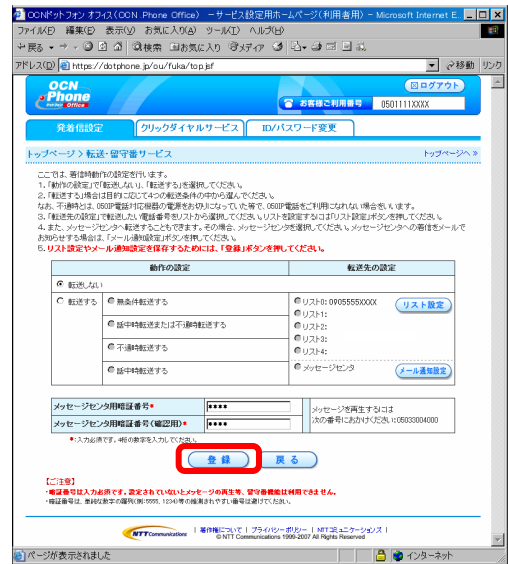 OCNドットフォン オフィス(OCN .Phone Office) －サービス設定用ホームページ(利用者用) - Microsoft Internet E...
ファイル(F) 編集(E) 表示(V) お気に入り(A) ツール(T) ヘルプ(H)
戻る 検索 お気に入り メディア
アドレス(D) https://dotphone.jp/ou/fuka/top.jsf 移動 リンク
OCN
.Phone
Office
ログアウト
お客様ご利用番号 0501111XXXX
発着信設定 クリックダイヤルサービス ID/パスワード変更
トップページ > 転送・留守番サービス トップページへ »
ここでは、着信時動作の設定を行います。
1.「動作の設定」で「転送しない」、「転送する」を選択してください。
2.「転送する」場合は目的に応じて4つの転送条件の中から選んでください。
なお、不通時とは、050IP電話対応機器の電源をお切りになっていた等で、050IP電話をご利用になれない場合をいいます。
3.「転送先の設定」で転送したい電話番号をリストから選択してください。リストを設定するには「リスト設定」ボタンを押してください。
4.また、メッセージセンタへ転送することもできます。その場合、メッセージセンタを選択してください。メッセージセンタへの着信をメールで
お知らせする場合は、「メール通知設定」ボタンを押してください。
5.リスト設定やメール通知設定を保存するためには、「登録」ボタンを押してください。
動作の設定 転送先の設定
転送しない
転送する 無条件転送する
話中時転送または不通時転送する
不通時転送する
話中時転送する
リスト0: 0905555XXXX リスト設定
リスト1:
リスト2:
リスト3:
リスト4:
メッセージセンタ メール通知設定
メッセージセンタ用暗証番号* ****
メッセージセンタ用暗証番号(確認用)* ****
メッセージを再生するには
次の番号におかけください:05033004000
*:入力必須です。4桁の数字を入力してください。
登 録 戻 る
【ご注意】
・暗証番号は入力必須です。設定されていないとメッセージの再生等、留守番機能は利用できません。
・暗証番号は、単純な数字の羅列(例:5555、1234)等の推測されやすい番号は避けてください。
NTT Communications | 著作権について | プライバシーポリシー | NTTコミュニケーションズ |
© NTT Communications 1999-2007 All Rights Reserved
ページが表示されました インターネット